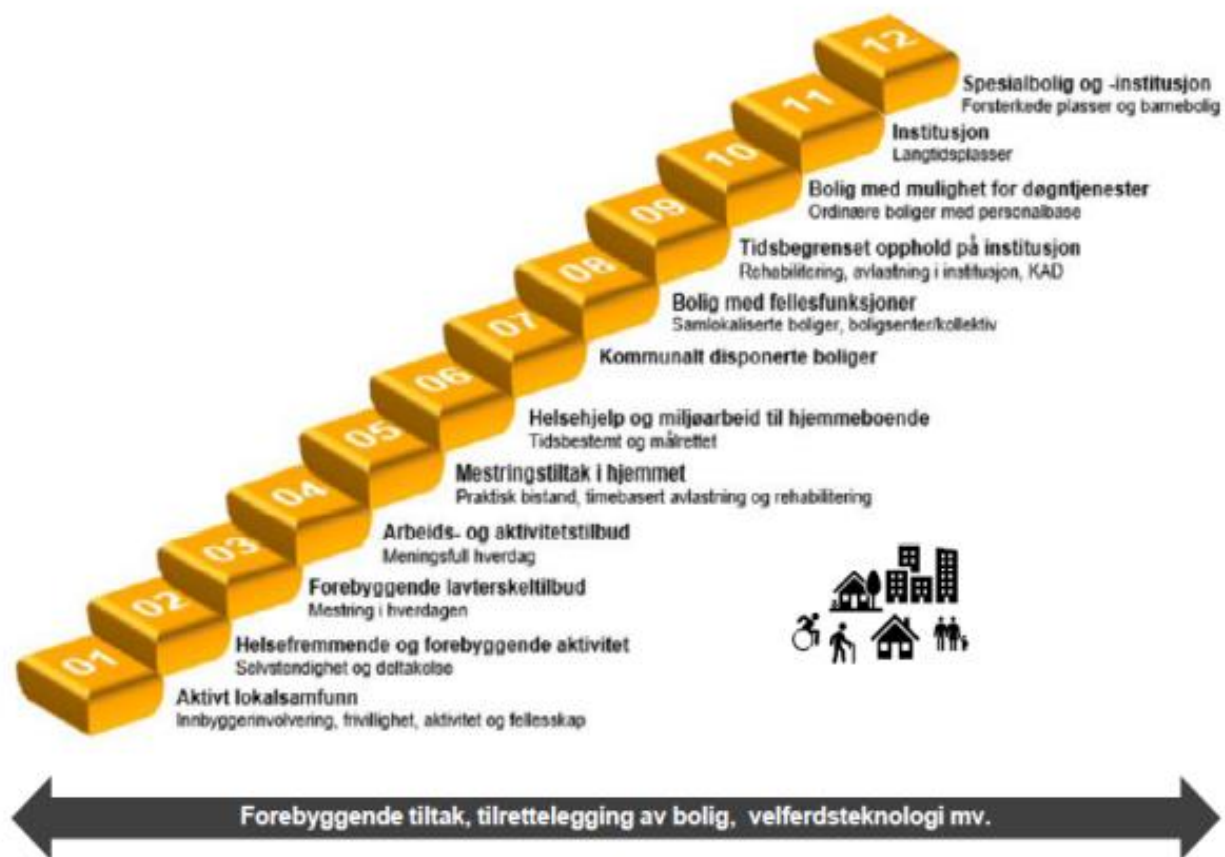 12
Spesialbolig og -institusjon
Forsterkede plasser og barnebolig
11
Institusjon
Langtidsplasser
10
Bolig med mulighet for døgntjenester
Ordinære boliger med personalbase
09
Tidsbegrenset opphold på institusjon
Rehabilitering, avlastning i institusjon, KAD
08
Bolig med fellesfunksjoner
Samlokaliserte boliger, boligsenter/kollektiv
07
Kommunalt disponerte boliger
06
Helsehjelp og miljøarbeid til hjemmeboende
Tidsbestemt og målrettet
05
Mestringstiltak i hjemmet
Praktisk bistand, timebasert avlastning og rehabilitering
04
Arbeids- og aktivitetstilbud
Meningsfull hverdag
03
Forebyggende lavterskeltilbud
Mestring i hverdagen
02
Helsefremmende og forebyggende aktivitet
Selvstendighet og deltakelse
01
Aktivt lokalsamfunn
Innbyggerinvolvering, frivillighet, aktivitet og fellesskap
Forebyggende tiltak, tilrettelegging av bolig, velferdsteknologi mv.